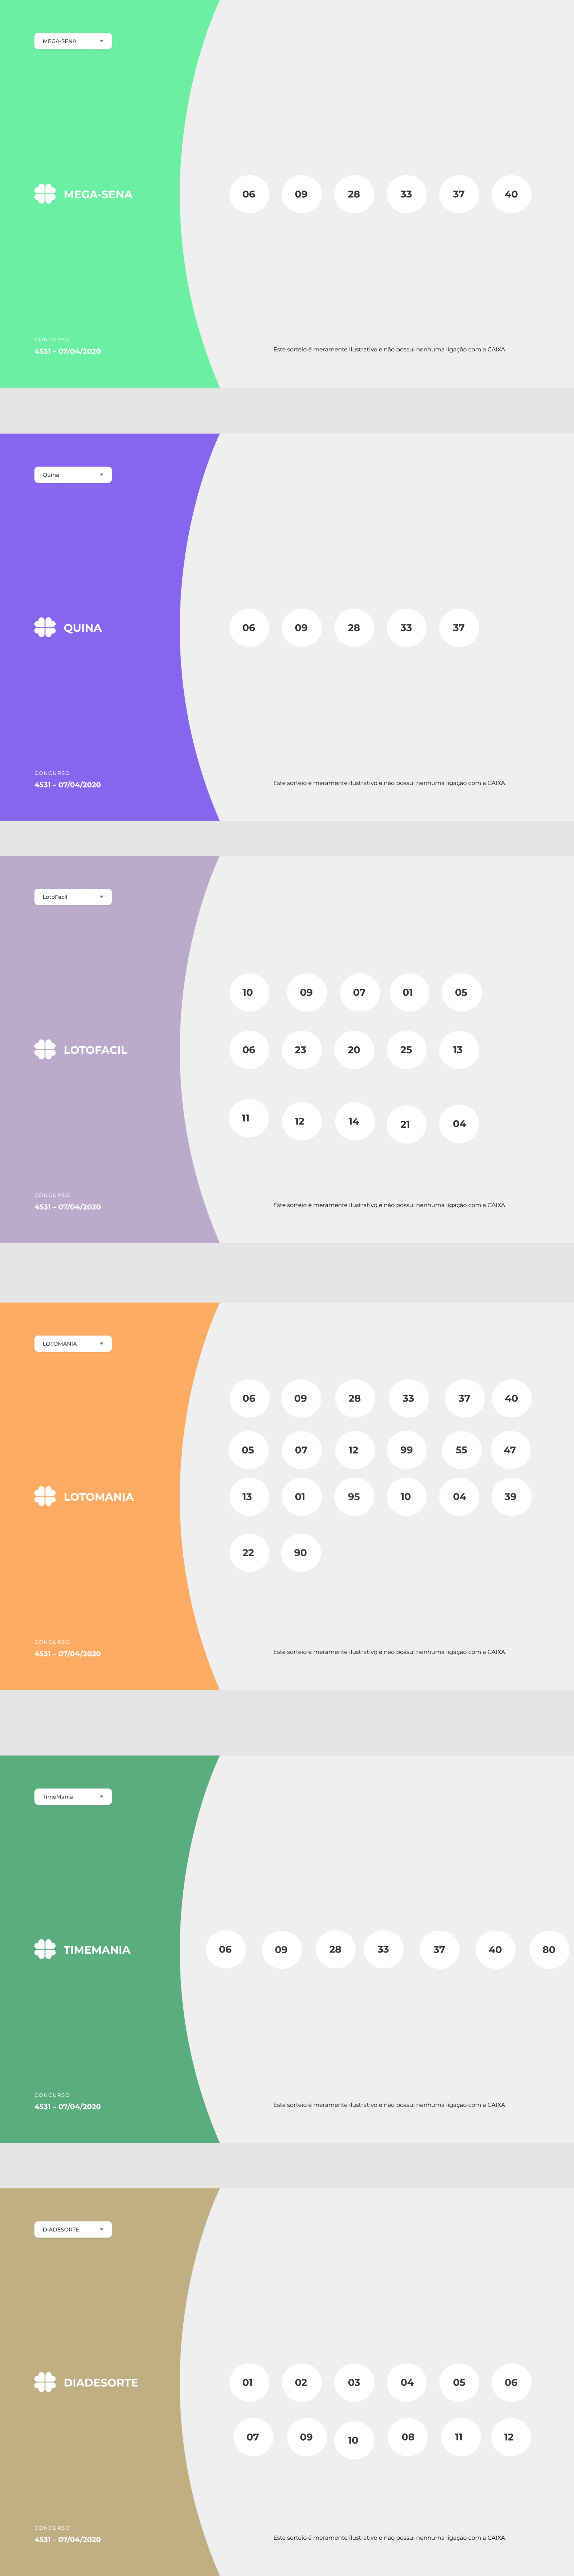 MEGA-SENA
MEGA-SENA
06 09 28 33 37 40
CONCURSO
4531 – 07/04/2020
Este sorteio é meramente ilustrativo e não possui nenhuma ligação com a CAIXA.
Quina
QUINA
06 09 28 33 37
CONCURSO
4531 – 07/04/2020
Este sorteio é meramente ilustrativo e não possui nenhuma ligação com a CAIXA.
LotoFacil
10 09 07 01 05
LOTOFACIL
06 23 20 25 13
11 12 14 21 04
CONCURSO
4531 – 07/04/2020
Este sorteio é meramente ilustrativo e não possui nenhuma ligação com a CAIXA.
LOTOMANIA
06 09 28 33 37 40
05 07 12 99 55 47
LOTOMANIA
13 01 95 10 04 39
22 90
CONCURSO
4531 – 07/04/2020
Este sorteio é meramente ilustrativo e não possui nenhuma ligação com a CAIXA.
TimeMania
TIMEMANIA
06 09 28 33 37 40 80
CONCURSO
4531 – 07/04/2020
Este sorteio é meramente ilustrativo e não possui nenhuma ligação com a CAIXA.
DIADESORTE
DIADESORTE
01 02 03 04 05 06
07 09 10 08 11 12
CONCURSO
4531 – 07/04/2020
Este sorteio é meramente ilustrativo e não possui nenhuma ligação com a CAIXA.